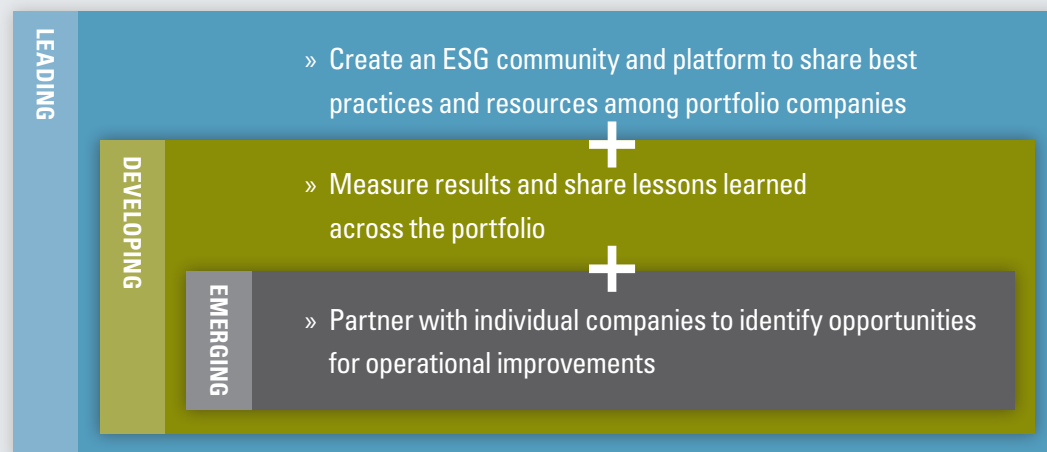 LEADING
» Create an ESG community and platform to share best
practices and resources among portfolio companies
+
DEVELOPING
» Measure results and share lessons learned
across the portfolio
+
EMERGING
» Partner with individual companies to identify opportunities
for operational improvements